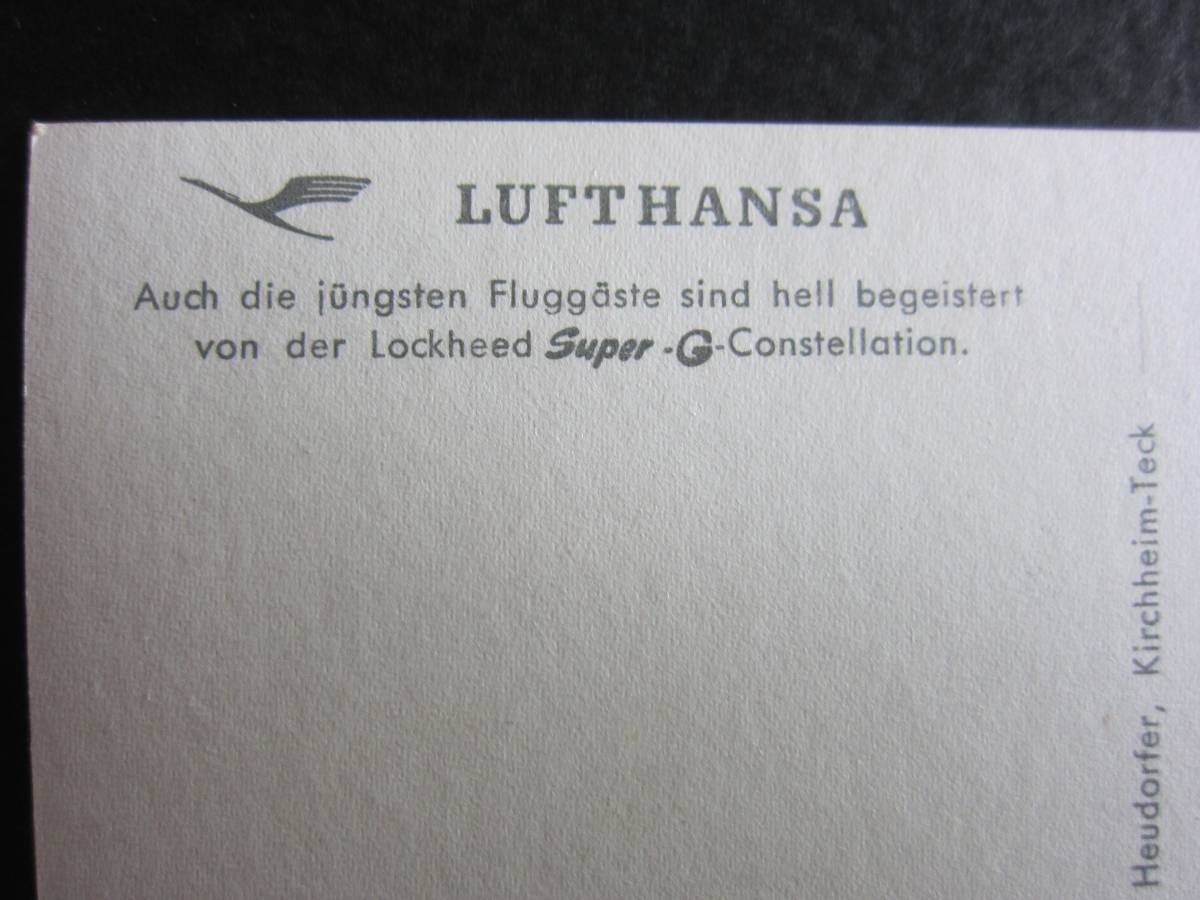 LUFTHANSA
Auch die jüngsten Fluggäste sind hell begeistert
von der Lockheed Super-G-Constellation.
Heudorfer, Kirchheim-Teck